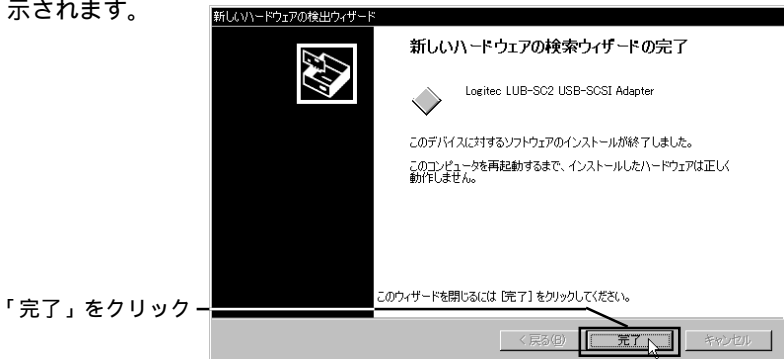 示されます。
新しいハードウェアの検出ウィザード
新しいハードウェアの検索ウィザードの完了
Logitec LUB-SC2 USB-SCSI Adapter
このデバイスに対するソフトウェアのインストールが終了しました。
このコンピュータを再起動するまで、インストールしたハードウェアは正しく
動作しません。
このウィザードを閉じるには [完了] をクリックしてください。
「完了」をクリック
< 戻る(B)
完了
キャンセル